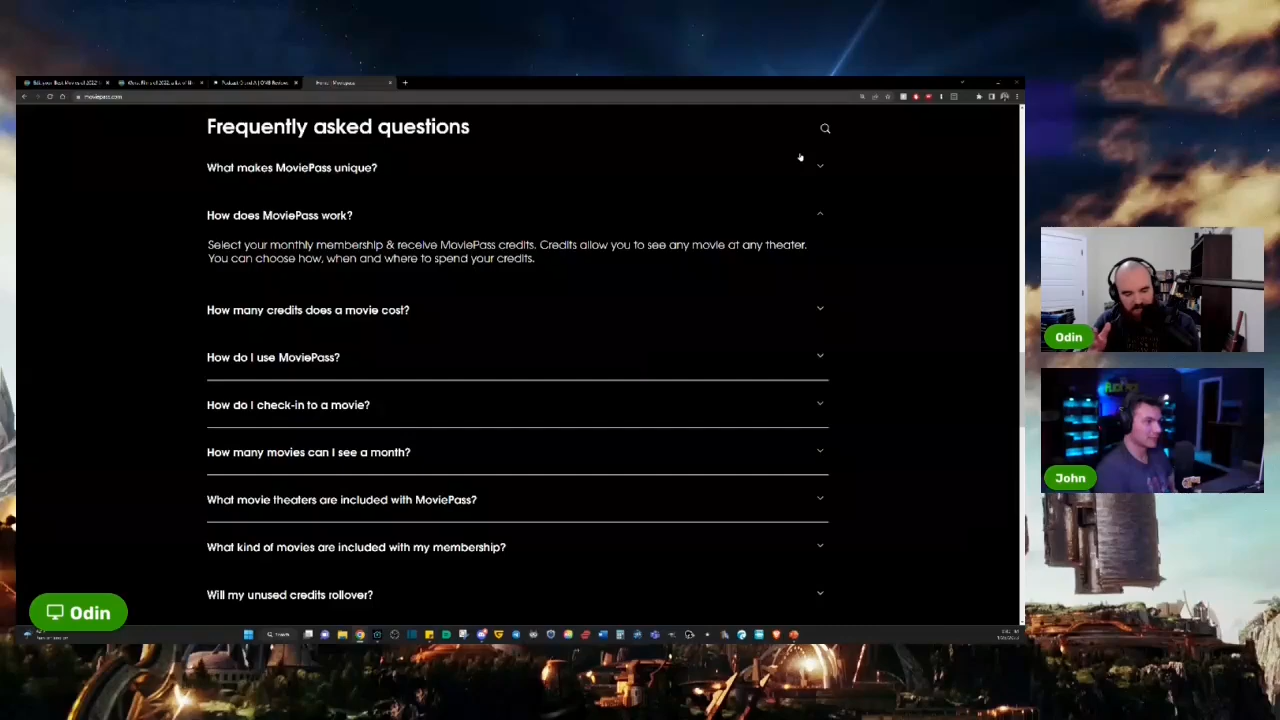 moviepass.com
Frequently asked questions
What makes MoviePass unique?
How does MoviePass work?
Select your monthly membership & receive MoviePass credits. Credits allow you to see any movie at any theater.
You can choose how, when and where to spend your credits.
How many credits does a movie cost?
How do I use MoviePass?
How do I check-in to a movie?
How many movies can I see a month?
What movie theaters are included with MoviePass?
What kind of movies are included with my membership?
Will my unused credits rollover?
Odin
John
Odin
Search